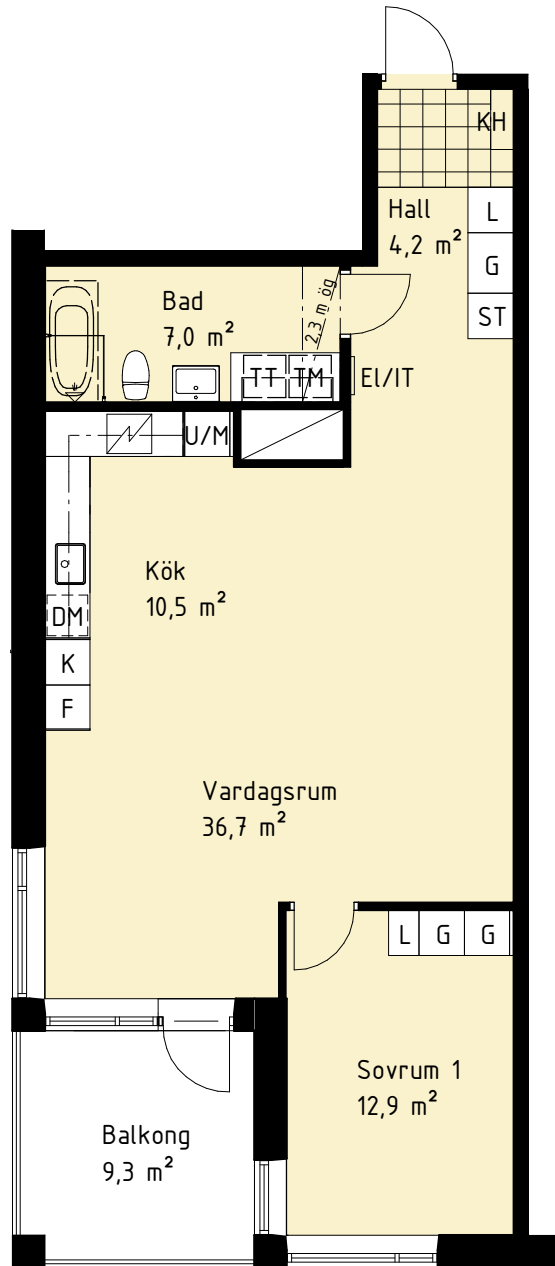 KH
Hall
4,2 m²
L
G
ST
Bad
7,0 m²
2,3 m ög
TT
TM
El/IT
U/M
Kök
10,5 m²
DM
K
F
Vardagsrum
36,7 m²
L
G
G
Sovrum 1
12,9 m²
Balkong
9,3 m²